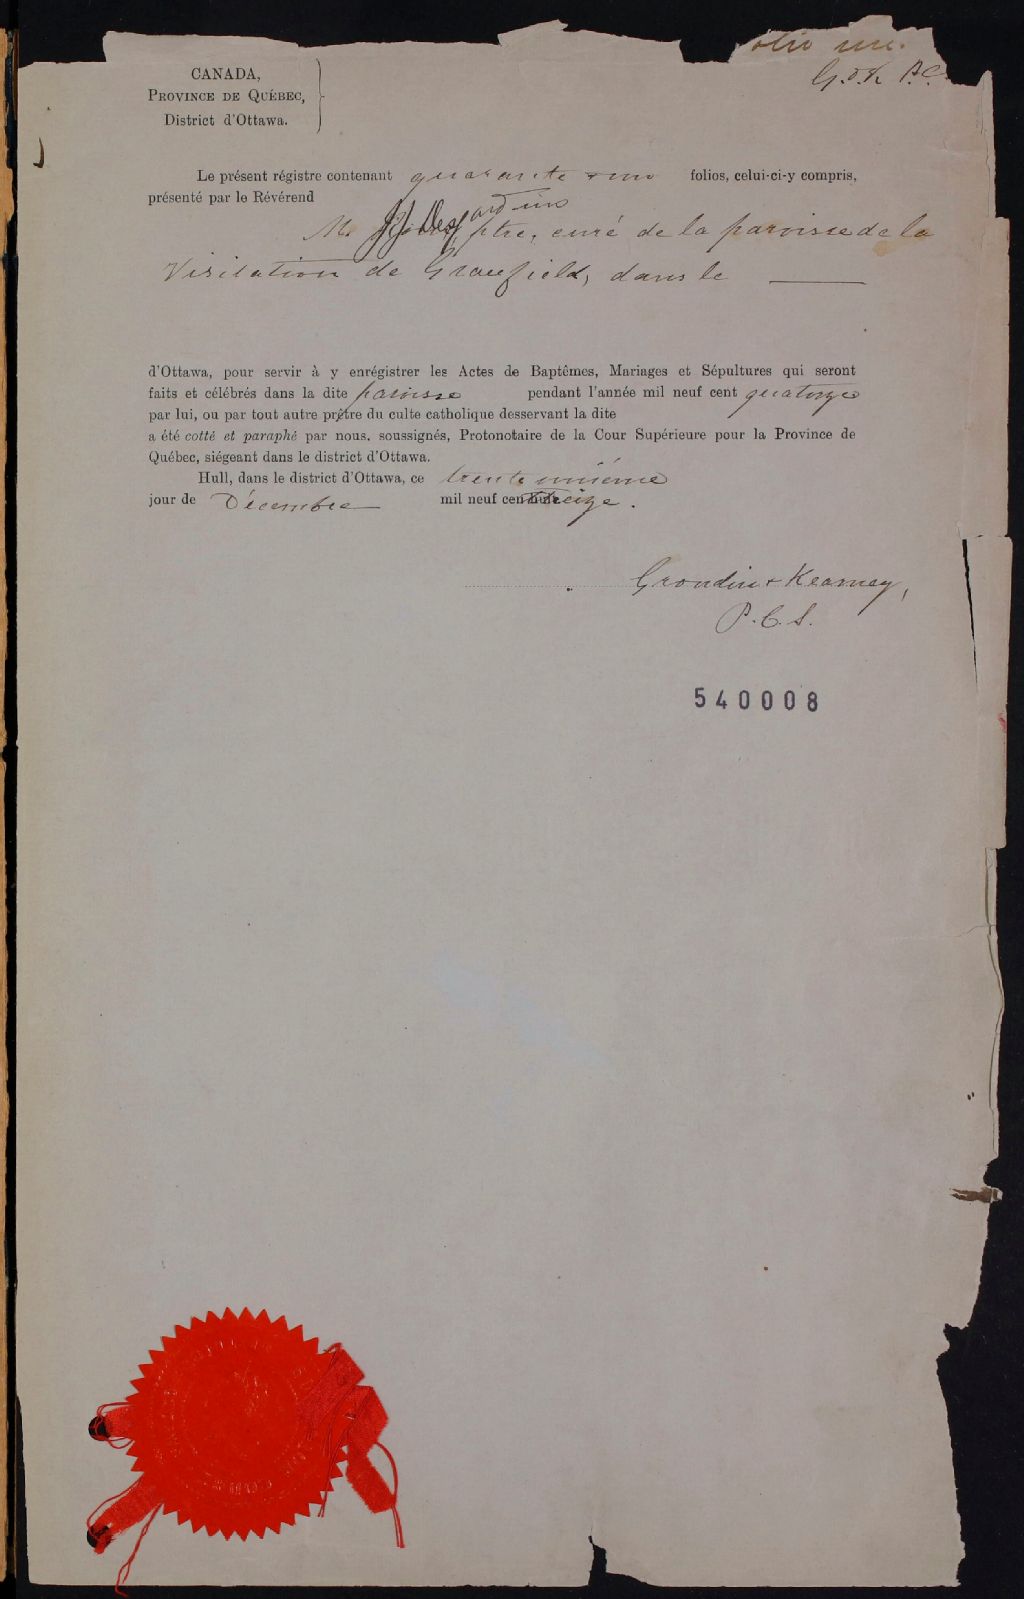 folio un.
G. & K P.C.
CANADA,
PROVINCE DE QUÉBEC,
District d'Ottawa.
Le présent régistre contenant quarante & un folios, celui-ci-y compris,
présenté par le Révérend
M. J. Desjardins ptre, curé de la paroisse de la
Visitation de Gracefield, dans le
d'Ottawa, pour servir à y enrégistrer les Actes de Baptêmes, Mariages et Sépultures qui seront
faits et célébrés dans la dite paroisse pendant l'année mil neuf cent quatorze
par lui, ou par tout autre prêtre du culte catholique desservant la dite
a été cotté et paraphé par nous. soussignés, Protonotaire de la Cour Supérieure pour la Province de
Québec, siégeant dans le district d'Ottawa.
Hull, dans le district d'Ottawa, ce trente unième
jour de Décembre mil neuf cent treize.
Grondin & Kearney,
P.C.S.
540008